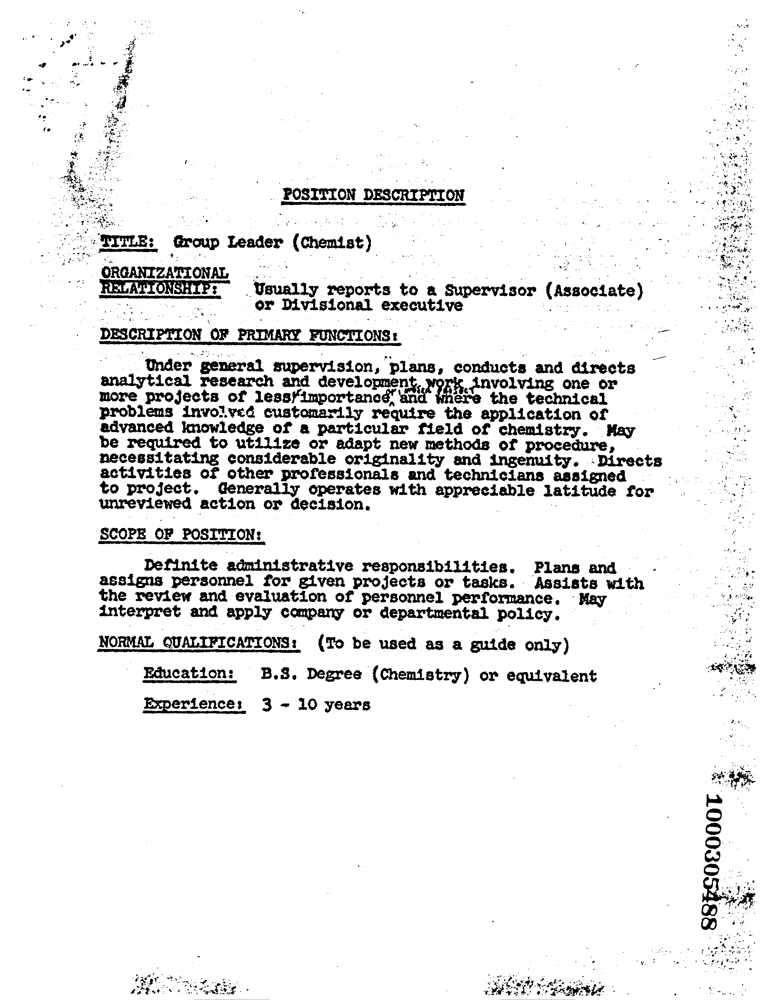 POSITION DESCRIPTION
TITLE: Group Leader (Chemist)
ORGANIZATIONAL
RELATIONSHIP: Usually reports to a Supervisor (Associate)
or Divisional executive
DESCRIPTION OF PRIMARY FUNCTIONS:
Under general supervision, plans, conducts and directs
analytical research and development work involving one or
more projects of less importance, and where the technical
problems involved customarily require the application of
advanced knowledge of a particular field of chemistry. May
be required to utilize or adapt new methods of procedure,
necessitating considerable originality and ingenuity. Directs
activities of other professionals and technicians assigned
to project. Generally operates with appreciable latitude for
unreviewed action or decision.
SCOPE OF POSITION:
Definite administrative responsibilities. Plans and
assigns personnel for given projects or tasks. Assists with
the review and evaluation of personnel performance. May
interpret and apply company or departmental policy.
NORMAL QUALIFICATIONS: (To be used as a guide only)
Education: B.S. Degree (Chemistry) or equivalent
Experience: 3 - 10 years
1000305488